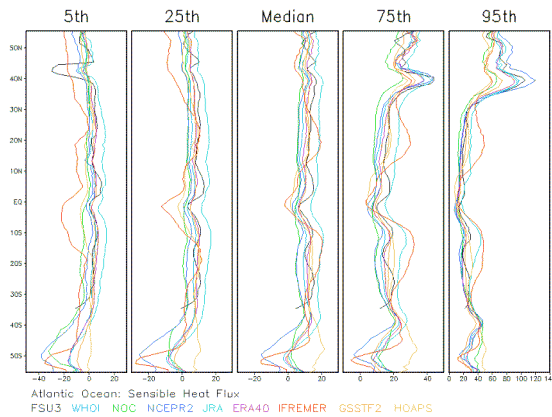 5th 25th Median 75th 95th
50N
40N
30N
20N
10N
EQ
10S
20S
30S
40S
50S
-40 -20 0 20 -20 0 20 -20 0 20 -20 0 20 40 0 20 40 60 80 100 120 14
Atlantic Ocean: Sensible Heat Flux
FSU3 WHOI NOC NCEPR2 JRA ERA40 IFREMER GSSTF2 HOAPS